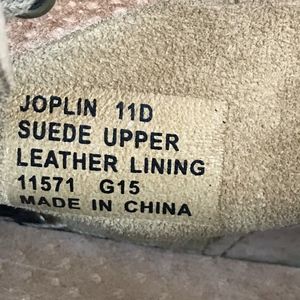 JOPLIN 11D
SUEDE UPPER
LEATHER LINING
11571 G15
MADE IN CHINA